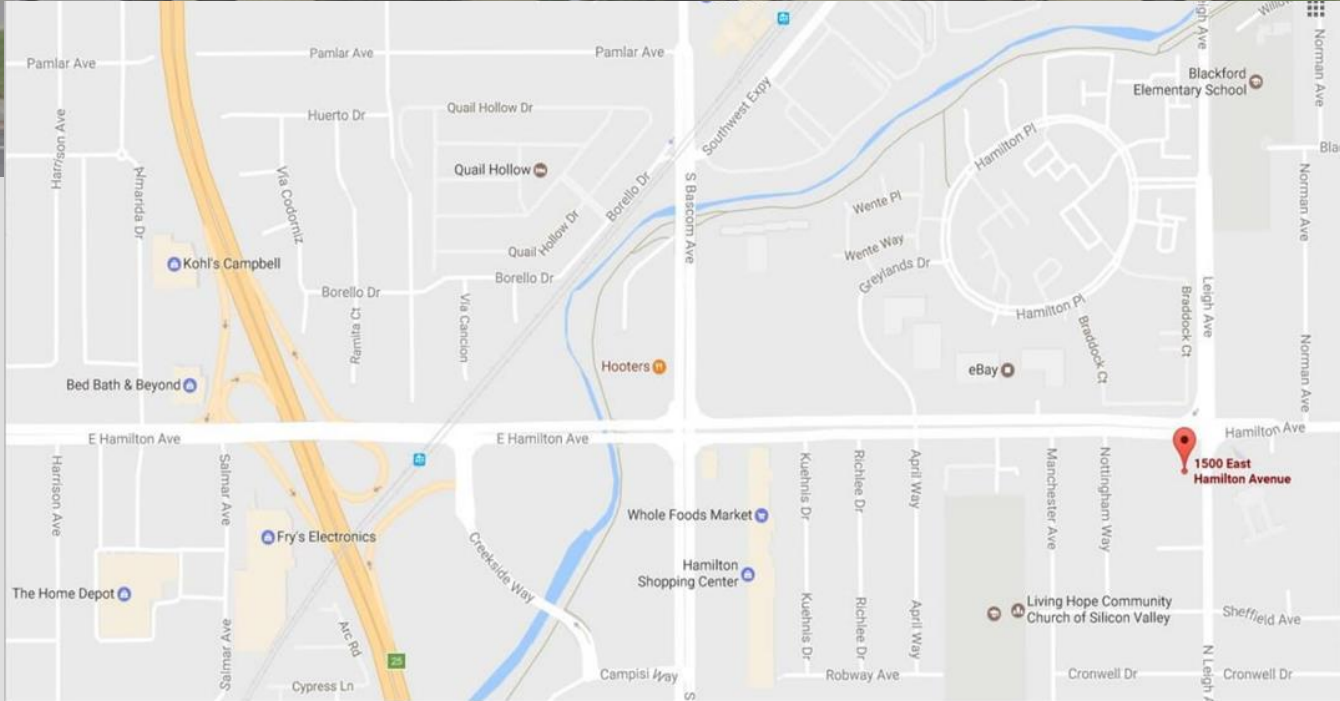 Pamlar Ave
Pamlar Ave
Pamlar Ave
Harrison Ave
Almarida Dr
Huerto Dr
Quail Hollow Dr
Southwest Expy
Leigh Ave
Norman Ave
Blackford
Elementary School
Hamilton Pl
Quail Hollow
Via Codorniz
Borello Dr
S Bascom Ave
Wente Pl
Norman Ave
Quail Hollow Dr
Wente Way
Greylands Dr
Kohl's Campbell
Borello Dr
Borello Dr
Ramita Ct
Via Cancion
Hamilton Pl
Braddock Ct
Braddock Ct
Leigh Ave
Norman Ave
Hooters
eBay
Bed Bath & Beyond
E Hamilton Ave
E Hamilton Ave
Hamilton Ave
1500 East
Hamilton Avenue
Harrison Ave
Salmar Ave
Kuehnis Dr
Richlee Dr
April Way
Manchester Ave
Nottingham Way
Whole Foods Market
Fry's Electronics
Creekside Way
Hamilton
Shopping Center
The Home Depot
Living Hope Community
Church of Silicon Valley
Kuehnis Dr
Richlee Dr
April Way
Sheffield Ave
Salmar Ave
Arc Rd
25
Cypress Ln
Campisi Way
S
Robway Ave
Cronwell Dr
N Leigh A
Cronwell Dr